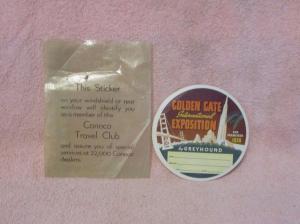 This Sticker
on your windshield or rear
window will identify you
as a member of the
Conoco
Travel Club
and assure you of special
services at 22,000 Conoco
dealers.
GOLDEN GATE
International
EXPOSITION
SAN FRANCISCO
1939
by GREYHOUND